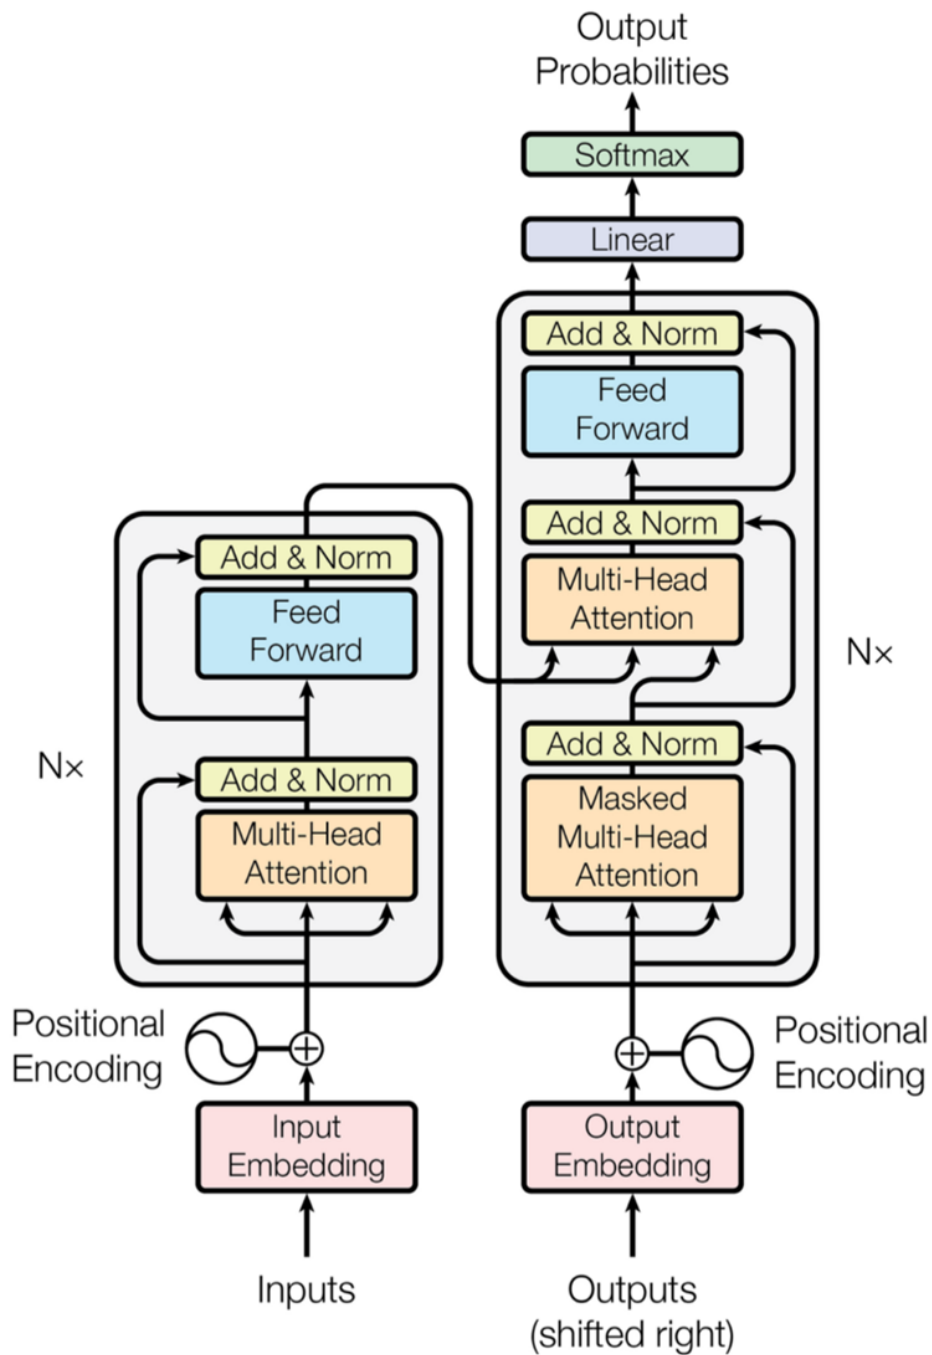 Output
Probabilities
Softmax
Linear
Add & Norm
Feed
Forward
Add & Norm
Multi-Head
Attention
Nx
Add & Norm
Masked
Multi-Head
Attention
Add & Norm
Feed
Forward
Nx
Add & Norm
Multi-Head
Attention
Positional
Encoding
Positional
Encoding
Input
Embedding
Output
Embedding
Inputs
Outputs
(shifted right)